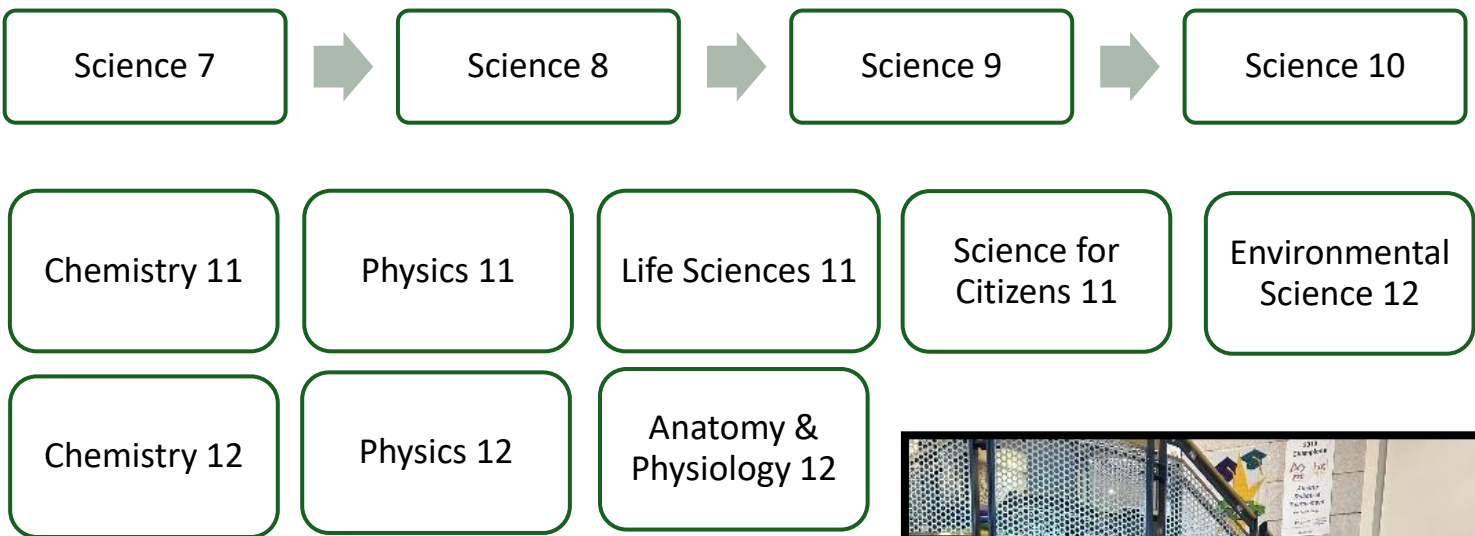 Science 7
Science 8
Science 9
Science 10
Chemistry 11
Physics 11
Life Sciences 11
Science for
Citizens 11
Environmental
Science 12
Chemistry 12
Physics 12
Anatomy &
Physiology 12